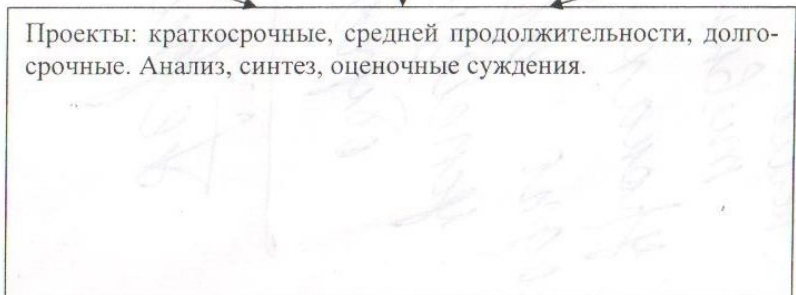 Проекты: краткосрочные, средней продолжительности, долго-
срочные. Анализ, синтез, оценочные суждения.